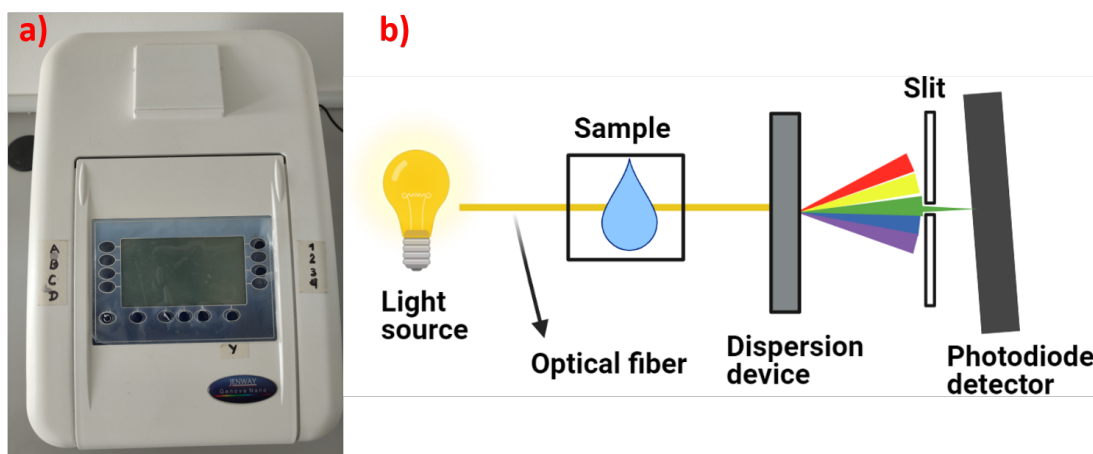 a)
A
B
C
D
1
2
3
4
Y
JENWAY
Genova Nano
b)
Light
source
Sample
Optical fiber
Dispersion
device
Slit
Photodiode
detector